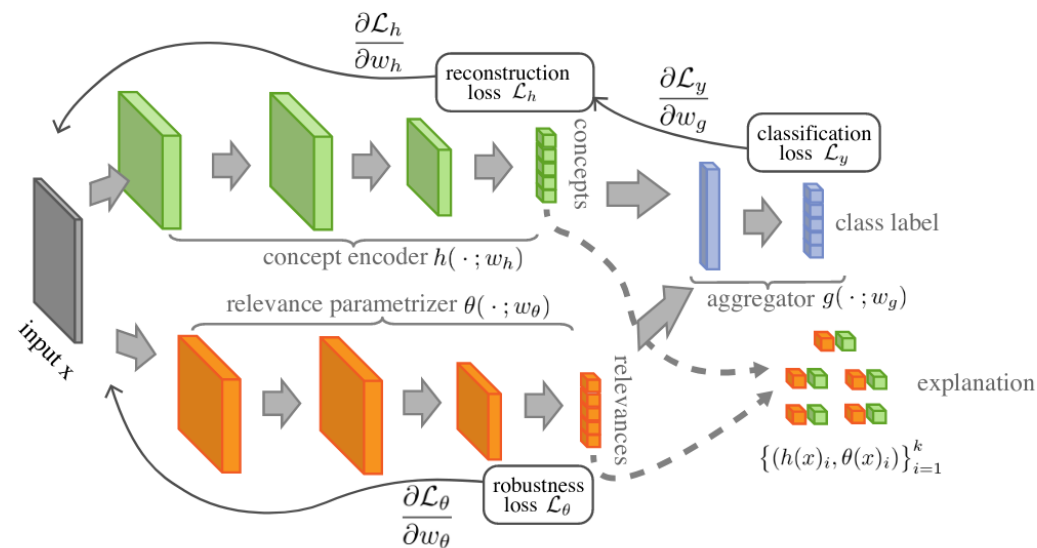 ∂ℒ_h / ∂w_h
reconstruction
loss ℒ_h
∂ℒ_y / ∂w_g
classification
loss ℒ_y
concepts
class label
concept encoder h( · ; w_h)
aggregator g( · ; w_g)
relevance parametrizer θ( · ; w_θ)
input x
relevances
explanation
{(h(x)_i, θ(x)_i)}_{i=1}^k
robustness
loss ℒ_θ
∂ℒ_θ / ∂w_θ